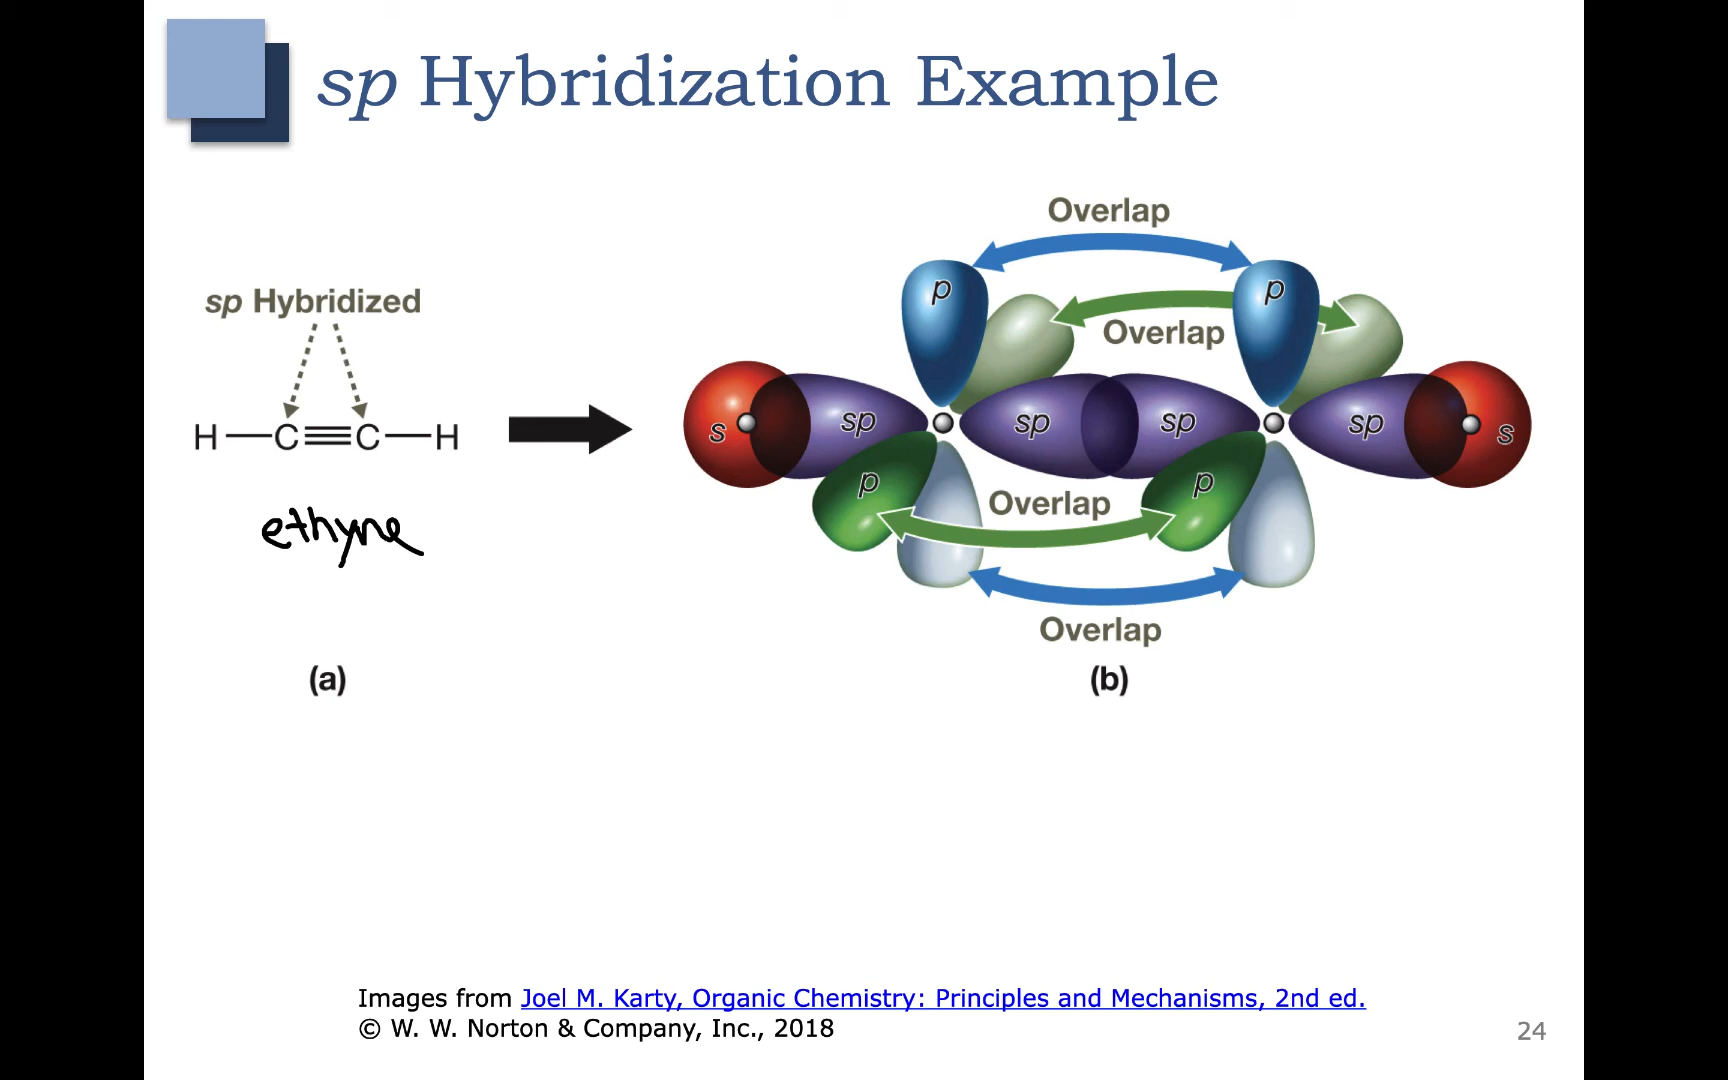 sp Hybridization Example
sp Hybridized
H—C≡C—H
ethyne
(a)
Overlap
p
p
Overlap
s
sp
sp
sp
sp
s
p
p
Overlap
Overlap
(b)
Images from Joel M. Karty, Organic Chemistry: Principles and Mechanisms, 2nd ed.
© W. W. Norton & Company, Inc., 2018
24